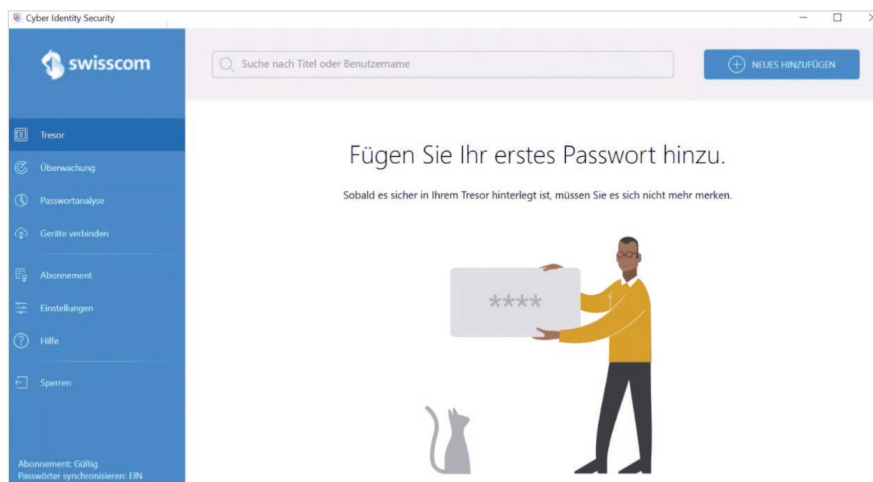 Cyber Identity Security
swisscom
Suche nach Titel oder Benutzername
NEUES HINZUFÜGEN
Tresor
Überwachung
Passwortanalyse
Geräte verbinden
Abonnement
Einstellungen
Hilfe
Sperren
Abonnement: Gültig
Passwörter synchronisieren: EIN
Fügen Sie Ihr erstes Passwort hinzu.
Sobald es sicher in Ihrem Tresor hinterlegt ist, müssen Sie es sich nicht mehr merken.
****